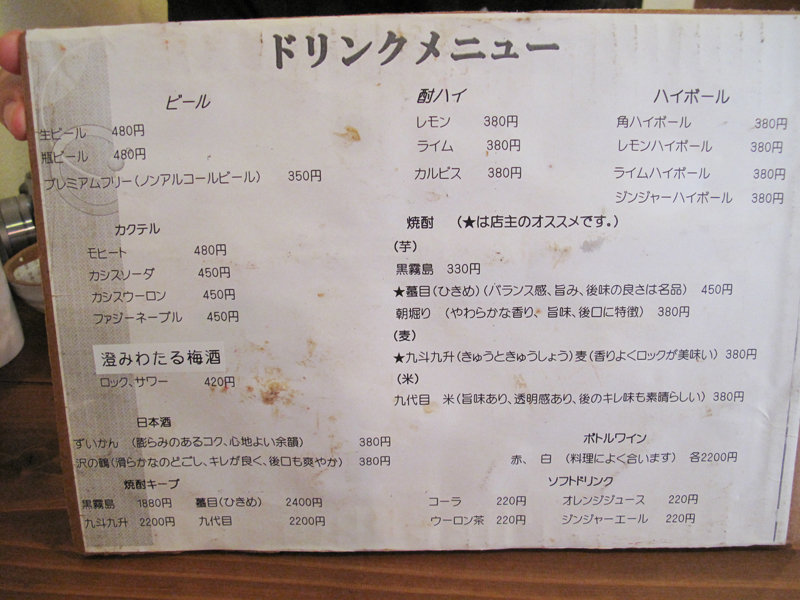 ドリンクメニュー
ビール
生ビール 480円
瓶ビール 480円
プレミアムフリー(ノンアルコールビール) 350円
カクテル
モヒート 480円
カシスソーダ 450円
カシスウーロン 450円
ファジーネーブル 450円
澄みわたる梅酒
ロック、サワー 420円
日本酒
ずいかん (膨らみのあるコク、心地よい余韻) 380円
沢の鶴(滑らかなのどごし、キレが良く、後口も爽やか) 380円
焼酎キープ
黒霧島 1880円 蟇目(ひきめ) 2400円
九斗九升 2200円 九代目 2200円
酎ハイ
レモン 380円
ライム 380円
カルピス 380円
ハイボール
角ハイボール 380円
レモンハイボール 380円
ライムハイボール 380円
ジンジャーハイボール 380円
焼酎 (★は店主のオススメです。)
(芋)
黒霧島 330円
★蟇目(ひきめ)(バランス感、旨み、後味の良さは名品) 450円
朝堀り (やわらかな香り、旨味、後口に特徴) 380円
(麦)
★九斗九升(きゅうときゅうしょう)麦(香りよくロックが美味い) 380円
(米)
九代目 米(旨味あり、透明感あり、後のキレ味も素晴らしい) 380円
ボトルワイン
赤、白 (料理によく合います) 各2200円
ソフトドリンク
コーラ 220円 オレンジジュース 220円
ウーロン茶 220円 ジンジャーエール 220円